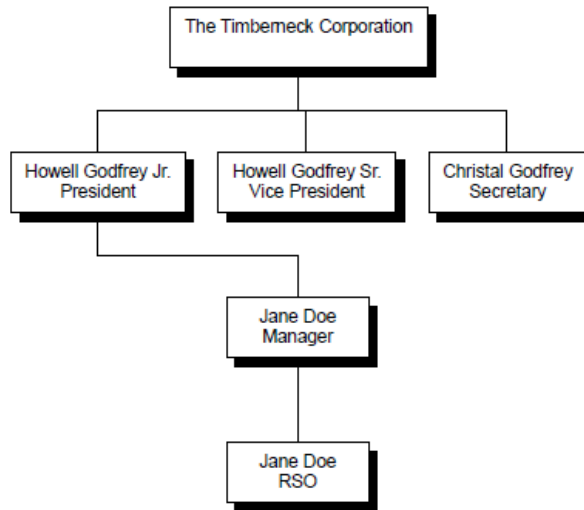 The Timberneck Corporation
Howell Godfrey Jr.
President
Howell Godfrey Sr.
Vice President
Christal Godfrey
Secretary
Jane Doe
Manager
Jane Doe
RSO